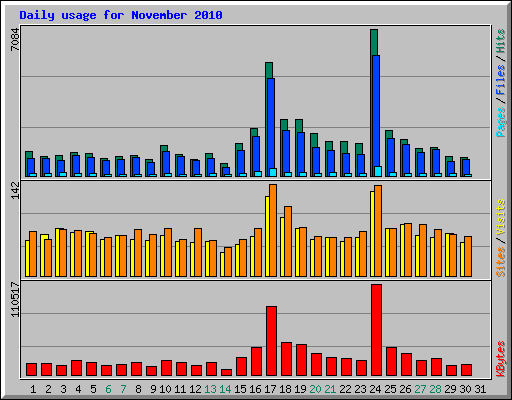 Daily usage for November 2010
7084
Pages / Files / Hits
142
Sites / Visits
110517
KBytes
1 2 3 4 5 6 7 8 9 10 11 12 13 14 15 16 17 18 19 20 21 22 23 24 25 26 27 28 29 30 31